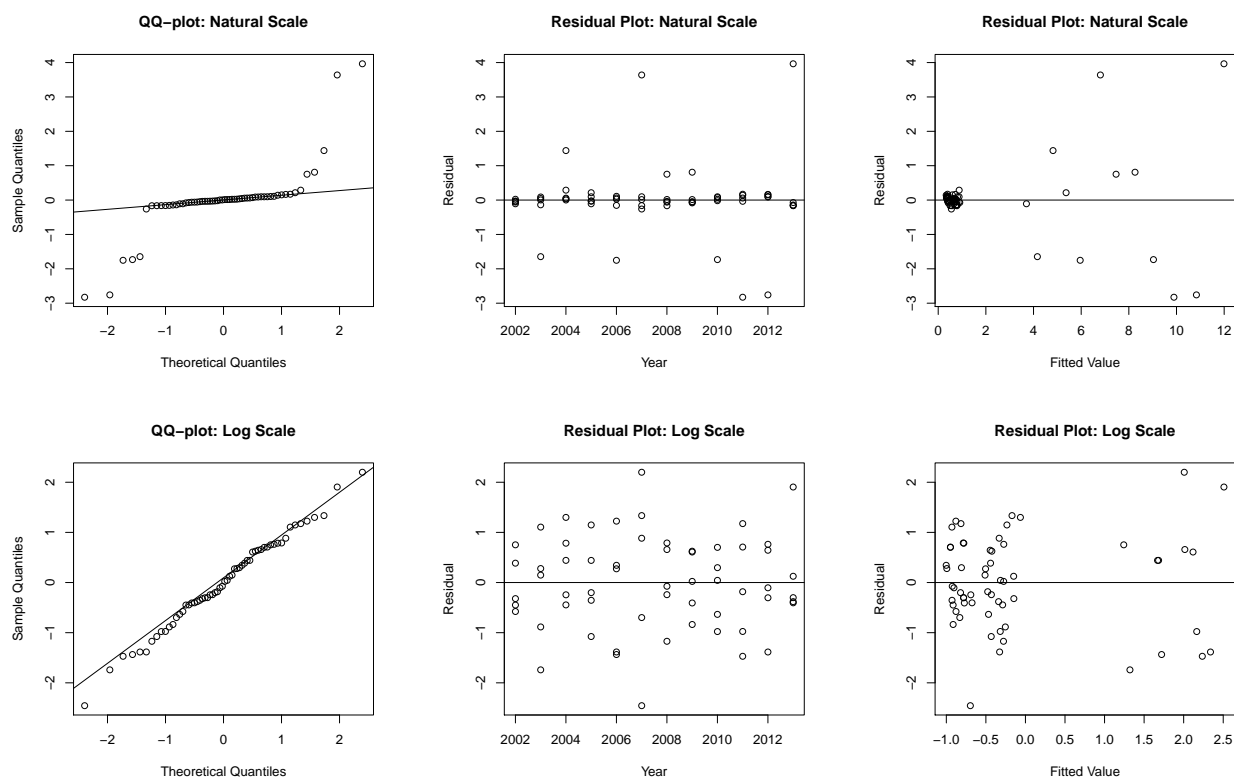 QQ−plot: Natural Scale
Sample Quantiles
4
3
2
1
0
−1
−2
−3
−2 −1 0 1 2
Theoretical Quantiles
Residual Plot: Natural Scale
Residual
4
3
2
1
0
−1
−2
−3
2002 2004 2006 2008 2010 2012
Year
Residual Plot: Natural Scale
Residual
4
3
2
1
0
−1
−2
−3
0 2 4 6 8 10 12
Fitted Value
QQ−plot: Log Scale
Sample Quantiles
2
1
0
−1
−2
−2 −1 0 1 2
Theoretical Quantiles
Residual Plot: Log Scale
Residual
2
1
0
−1
−2
2002 2004 2006 2008 2010 2012
Year
Residual Plot: Log Scale
Residual
2
1
0
−1
−2
−1.0 −0.5 0.0 0.5 1.0 1.5 2.0 2.5
Fitted Value